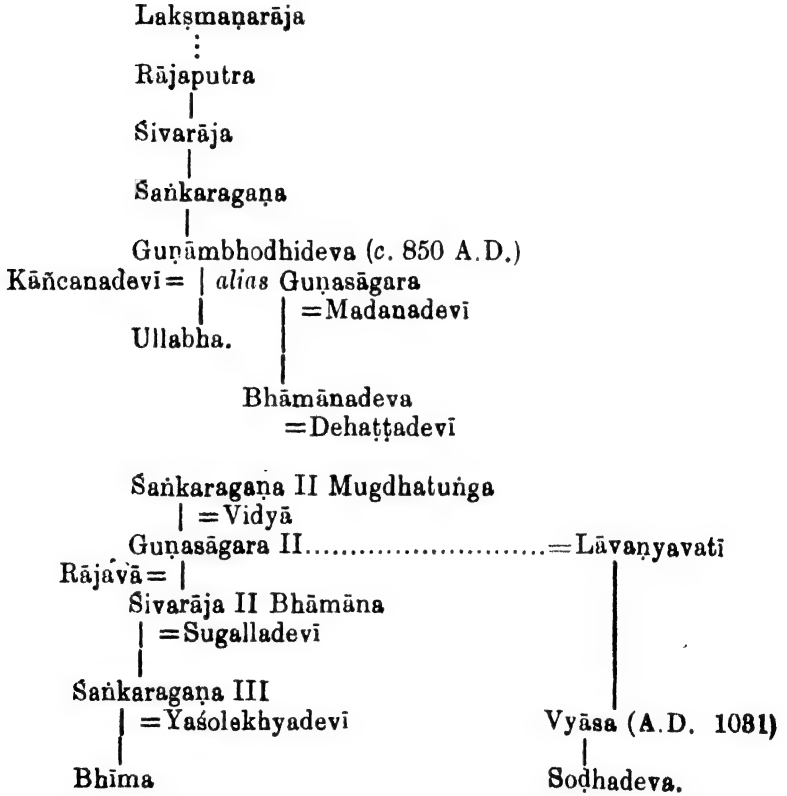 Lakṣmaṇarāja
Rājaputra
Śivarāja
Śaṅkaragaṇa
Guṇāmbhodhideva (c. 850 A.D.)
Kāñcanadevī = | alias Guṇasāgara
=Madanadevī
Ullabha.
Bhāmānadeva
=Dehaṭṭadevī
Śaṅkaragaṇa II Mugdhatuṅga
=Vidyā
Guṇasāgara II...........................=Lāvaṇyavatī
Rājavā=
Śivarāja II Bhāmāna
=Sugalladevī
Śaṅkaragaṇa III
=Yaśolekhyadevī Vyāsa (A.D. 1031)
Bhīma Soḍhadeva.